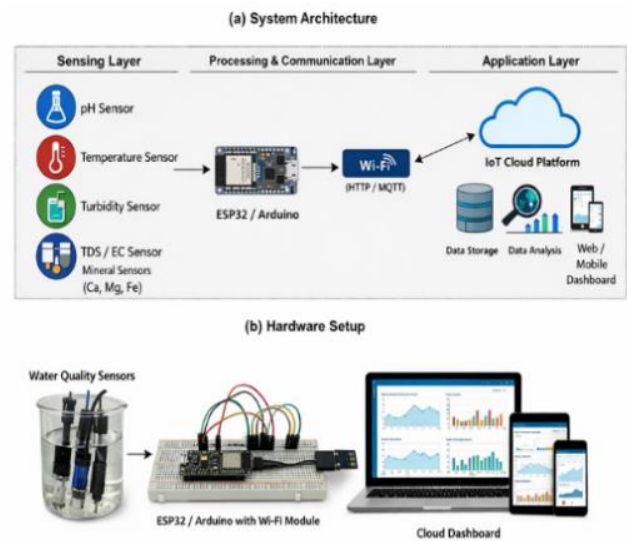 (a) System Architecture
Sensing Layer
Processing & Communication Layer
Application Layer
pH Sensor
Temperature Sensor
Turbidity Sensor
TDS / EC Sensor
Mineral Sensors
(Ca, Mg, Fe)
ESP32 / Arduino
Wi-Fi
(HTTP / MQTT)
IoT Cloud Platform
Data Storage
Data Analysis
Web /
Mobile
Dashboard
(b) Hardware Setup
Water Quality Sensors
ESP32 / Arduino with Wi-Fi Module
Cloud Dashboard